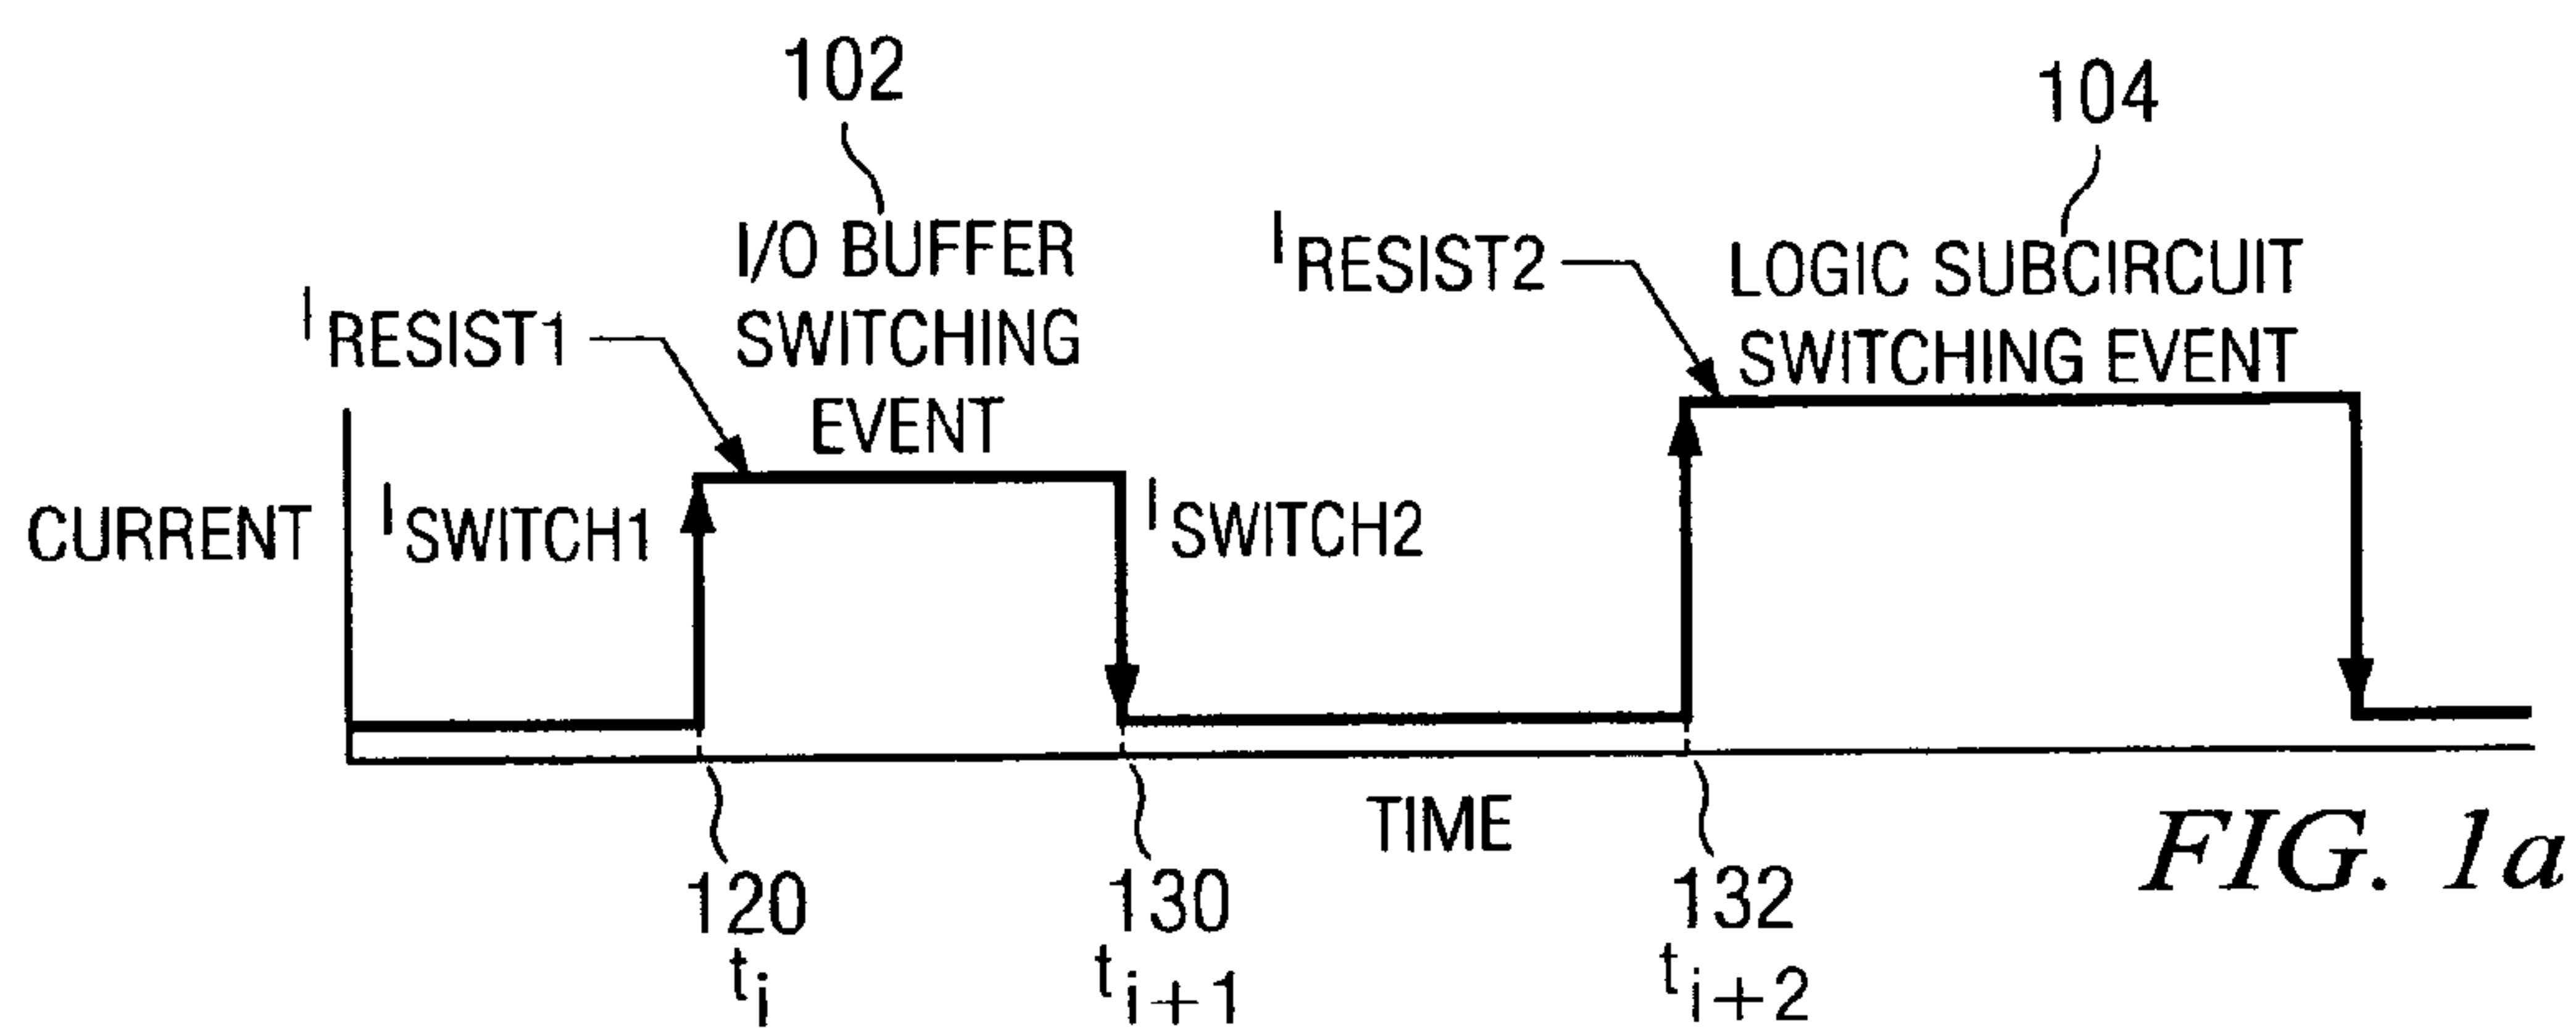 102
104
I/O BUFFER
SWITCHING
EVENT
I RESIST1
I RESIST2
LOGIC SUBCIRCUIT
SWITCHING EVENT
CURRENT
I SWITCH1
I SWITCH2
TIME
120
t i
130
t i+1
132
t i+2
FIG. 1a